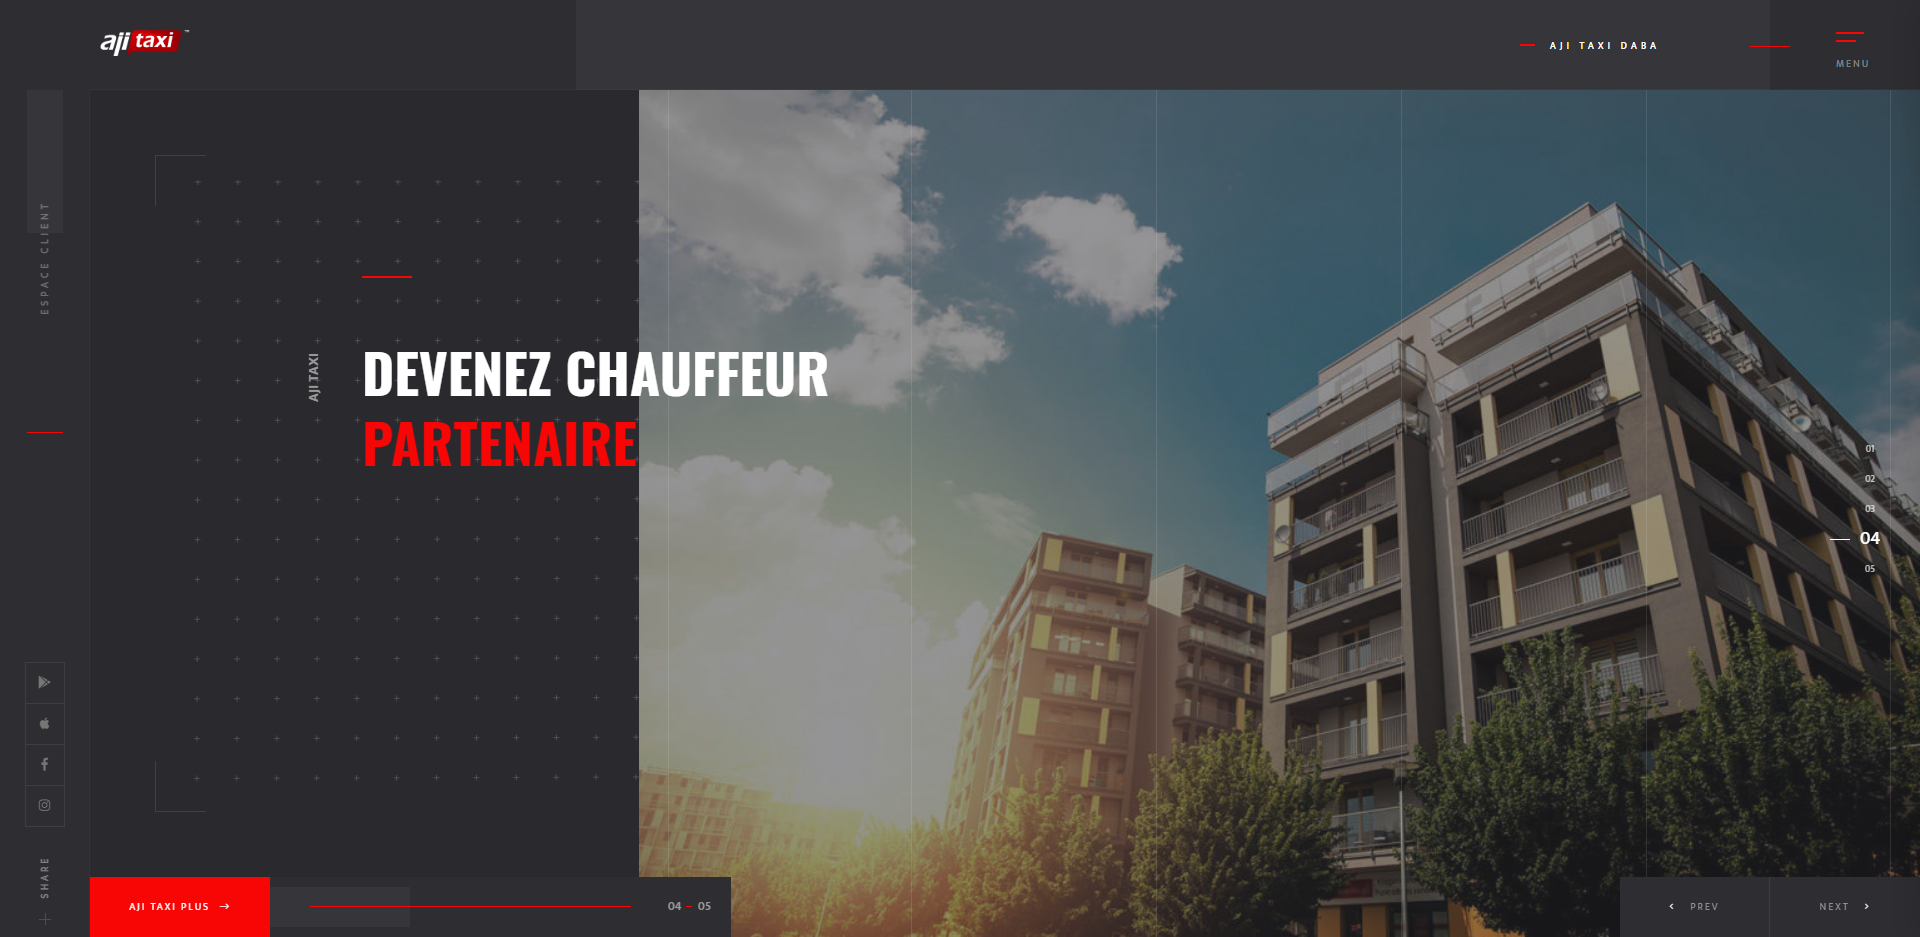 aji taxi ™
AJI TAXI DABA
MENU
ESPACE CLIENT
AJI TAXI
DEVENEZ CHAUFFEUR
PARTENAIRE
01
02
03
04
05
SHARE
AJI TAXI PLUS →
04 – 05
‹ PREV
NEXT ›